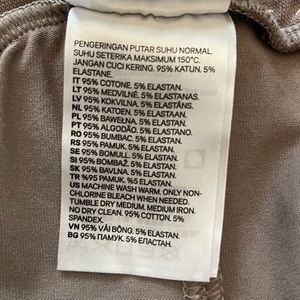 PENGERINGAN PUTAR SUHU NORMAL.
SUHU SETERIKA MAKSIMUM 150°C.
JANGAN CUCI KERING. 95% KATUN. 5%
ELASTANE.
IT 95% COTONE. 5% ELASTAN.
LT 95% MEDVILNĖ. 5% ELASTANAS.
LV 95% KOKVILNA. 5% ELASTĀNS.
NL 95% KATOEN. 5% ELASTAAN.
PL 95% BAWEŁNA. 5% ELASTAN.
PT 95% ALGODÃO. 5% ELASTANO.
RO 95% BUMBAC. 5% ELASTAN.
RS 95% PAMUK. 5% ELASTAN.
SE 95% BOMULL. 5% ELASTAN.
SI 95% BOMBAŽ. 5% ELASTAN.
SK 95% BAVLNA. 5% ELASTAN.
TR %95 PAMUK. %5 ELASTAN.
US MACHINE WASH WARM. ONLY NON-
CHLORINE BLEACH WHEN NEEDED.
TUMBLE DRY MEDIUM. MEDIUM IRON.
NO DRY CLEAN. 95% COTTON. 5%
SPANDEX.
VN 95% VẢI BÔNG. 5% ELASTAN.
BG 95% ПАМУК. 5% ЕЛАСТАН.